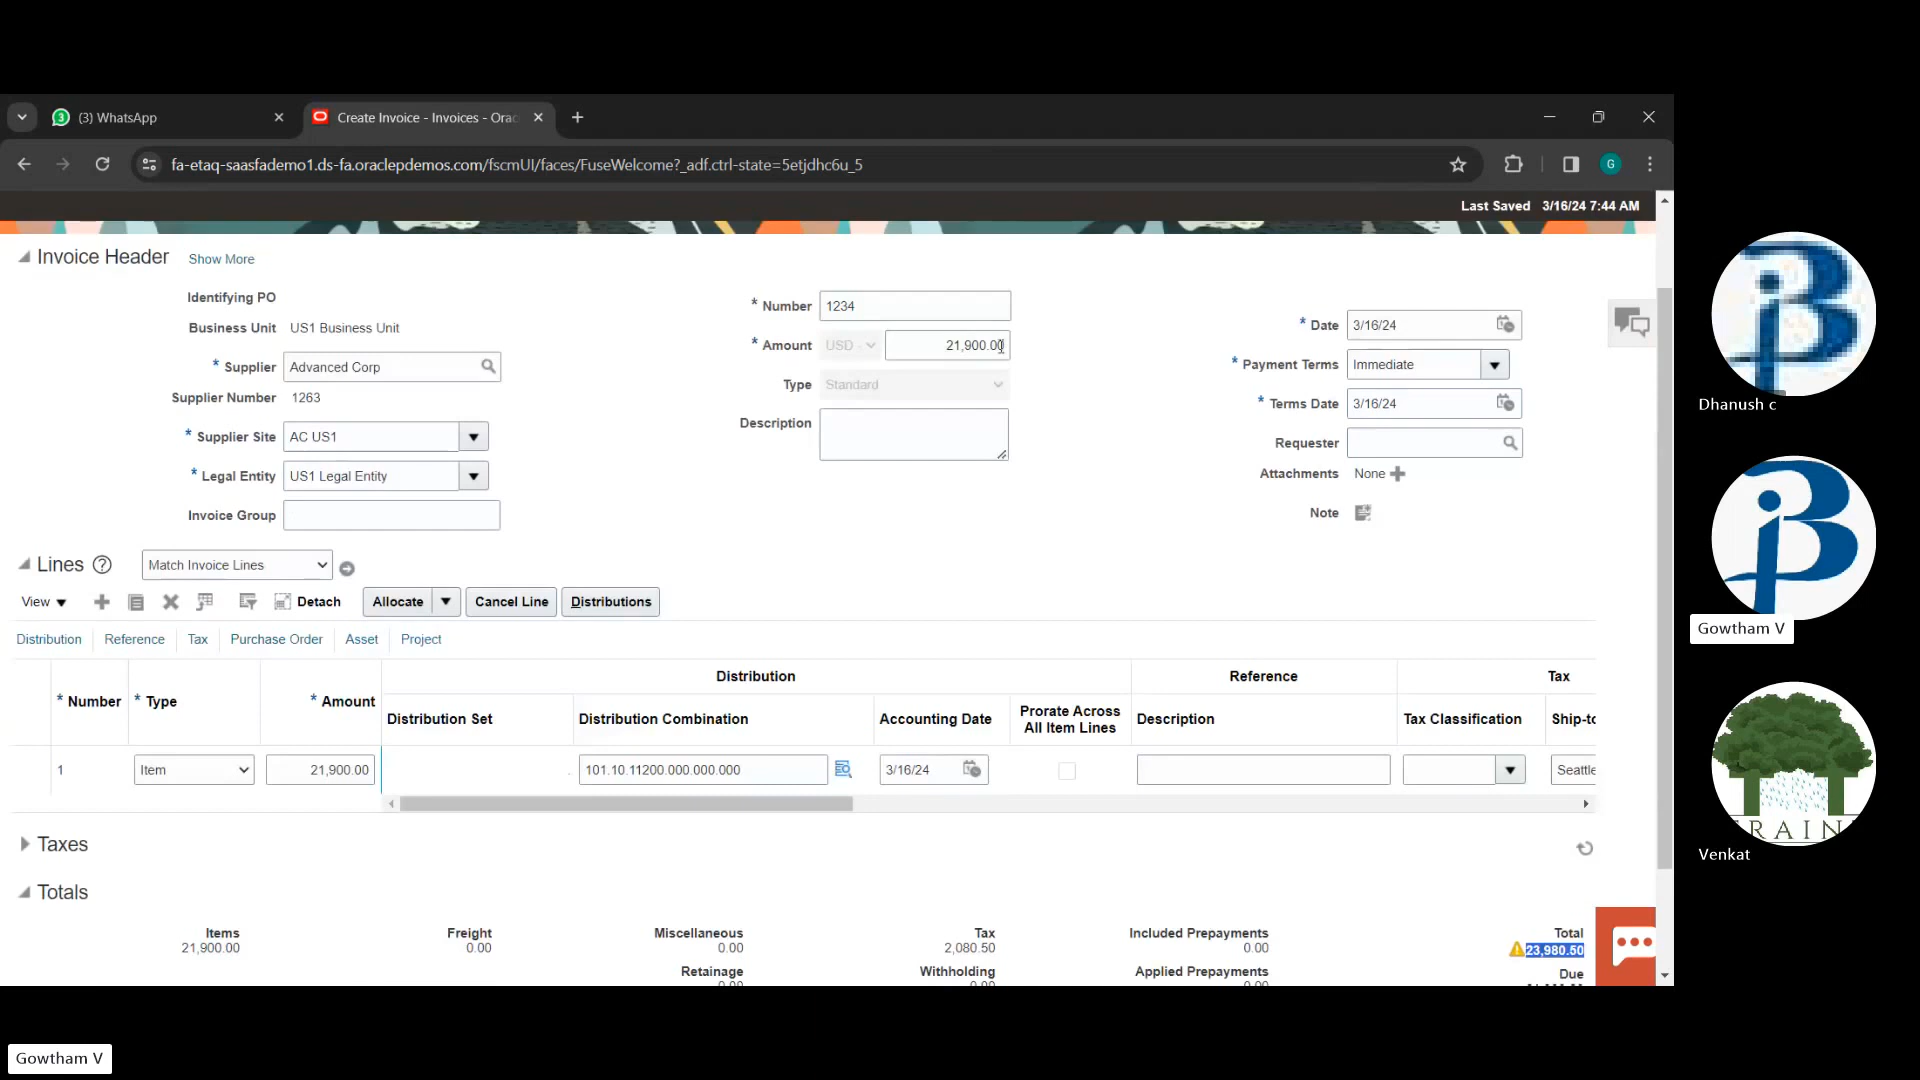 (3) WhatsApp
Create Invoice - Invoices - Orac
fa-etaq-saasfademo1.ds-fa.oraclepdemos.com/fscmUI/faces/FuseWelcome?_adf.ctrl-state=5etjdhc6u_5
G
Last Saved 3/16/24 7:44 AM
Invoice Header Show More
Identifying PO
Business Unit US1 Business Unit
* Supplier Advanced Corp
Supplier Number 1263
* Supplier Site AC US1
* Legal Entity US1 Legal Entity
Invoice Group
* Number 1234
* Amount USD - 21,900.00
Type Standard
Description
* Date 3/16/24
* Payment Terms Immediate
* Terms Date 3/16/24
Requester
Attachments None
Note
Lines Match Invoice Lines
View Detach Allocate Cancel Line Distributions
Distribution Reference Tax Purchase Order Asset Project
Distribution Reference Tax
* Number * Type * Amount Distribution Set Distribution Combination Accounting Date Prorate Across All Item Lines Description Tax Classification Ship-to
1 Item 21,900.00 101.10.11200.000.000.000 3/16/24 Seattle
Taxes
Totals
Items Freight Miscellaneous Tax Included Prepayments Total
21,900.00 0.00 0.00 2,080.50 0.00 23,980.50
Retainage Withholding Applied Prepayments Due
Dhanush c
Gowtham V
RAIN
Venkat
Gowtham V